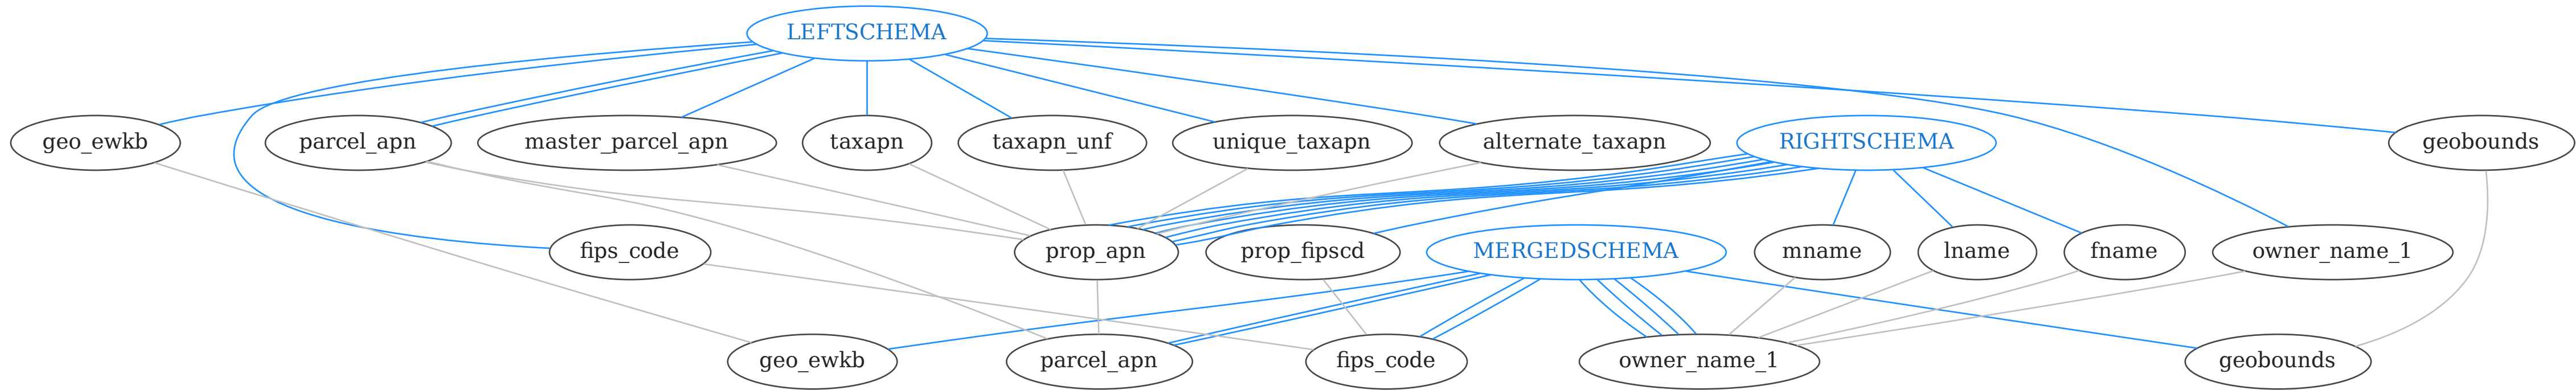 LEFTSCHEMA
geo_ewkb
parcel_apn
master_parcel_apn
taxapn
taxapn_unf
unique_taxapn
alternate_taxapn
RIGHTSCHEMA
geobounds
fips_code
prop_apn
prop_fipscd
MERGEDSCHEMA
mname
lname
fname
owner_name_1
geo_ewkb
parcel_apn
fips_code
owner_name_1
geobounds